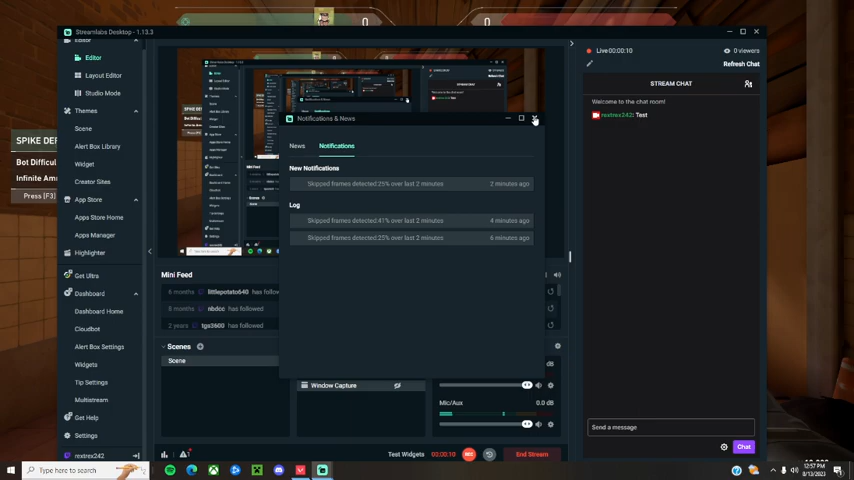 Streamlabs Desktop - 1.13.3
0
0
Editor
Editor
Layout Editor
Studio Mode
Themes
Scene
Alert Box Library
Widget
Creator Sites
App Store
Apps Store Home
Apps Manager
Highlighter
Get Ultra
Dashboard
Dashboard Home
Cloudbot
Alert Box Settings
Widgets
Tip Settings
Multistream
Get Help
Settings
rextrex242
SPIKE DEF
Bot Difficul
Infinite Am
Press [F3]
Notifications & News
News
Notifications
New Notifications
Skipped frames detected:25% over last 2 minutes 2 minutes ago
Log
Skipped frames detected:41% over last 2 minutes 4 minutes ago
Skipped frames detected:25% over last 2 minutes 6 minutes ago
Mini Feed
6 months littlepotato640 has follow
8 months nbdcc has followed
2 years tgs3600 has followed
Scenes
Scene
Window Capture
Mic/Aux 0.0 dB
Test Widgets 00:00:10 REC End Stream
Live 00:00:10 0 viewers
Refresh Chat
STREAM CHAT
Welcome to the chat room!
rextrex242: Test
Send a message
Chat
Type here to search
12:57 PM
8/13/2023